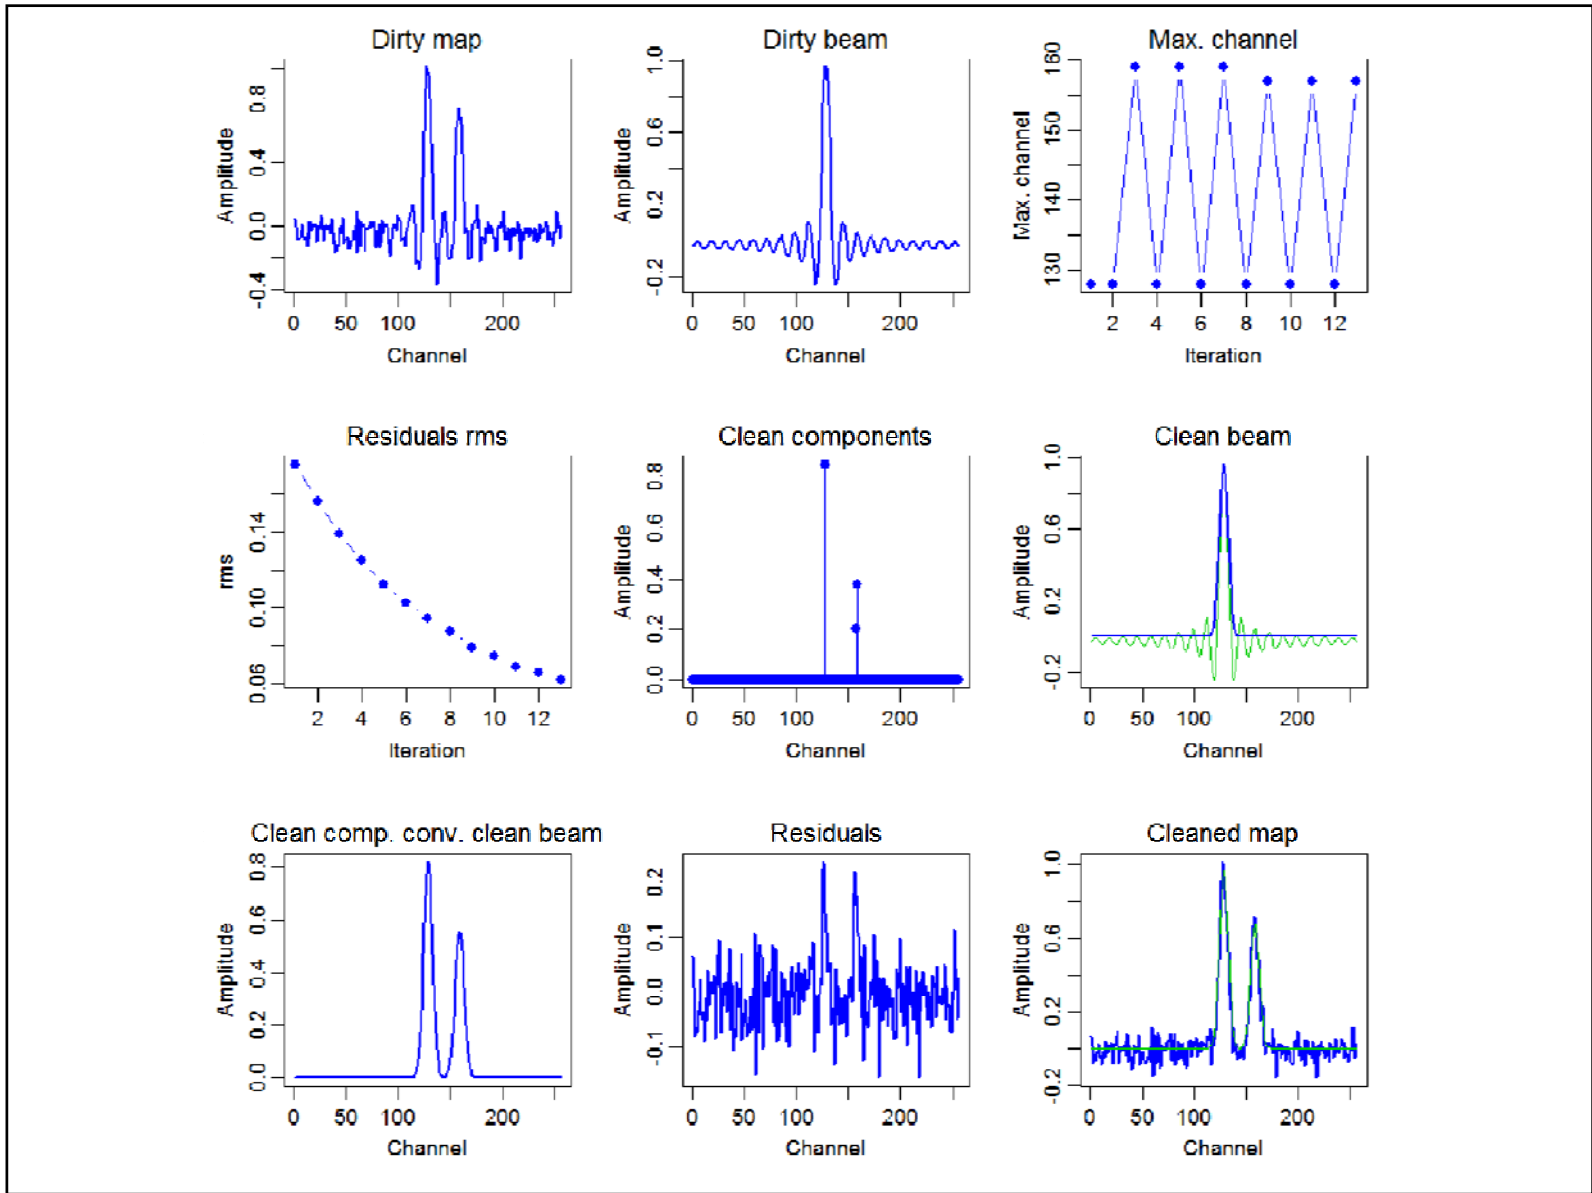 Dirty map
Amplitude
-0.4 0.0 0.4 0.8
0 50 100 200
Channel
Dirty beam
Amplitude
-0.2 0.2 0.6 1.0
0 50 100 200
Channel
Max. channel
Max. channel
130 140 150 160
2 4 6 8 10 12
Iteration
Residuals rms
rms
0.06 0.10 0.14
2 4 6 8 10 12
Iteration
Clean components
Amplitude
0.0 0.2 0.4 0.6 0.8
0 50 100 200
Channel
Clean beam
Amplitude
-0.2 0.2 0.6 1.0
0 50 100 200
Channel
Clean comp. conv. clean beam
Amplitude
0.0 0.2 0.4 0.6 0.8
0 50 100 200
Channel
Residuals
Amplitude
-0.1 0.0 0.1 0.2
0 50 100 200
Channel
Cleaned map
Amplitude
-0.2 0.2 0.6 1.0
0 50 100 200
Channel